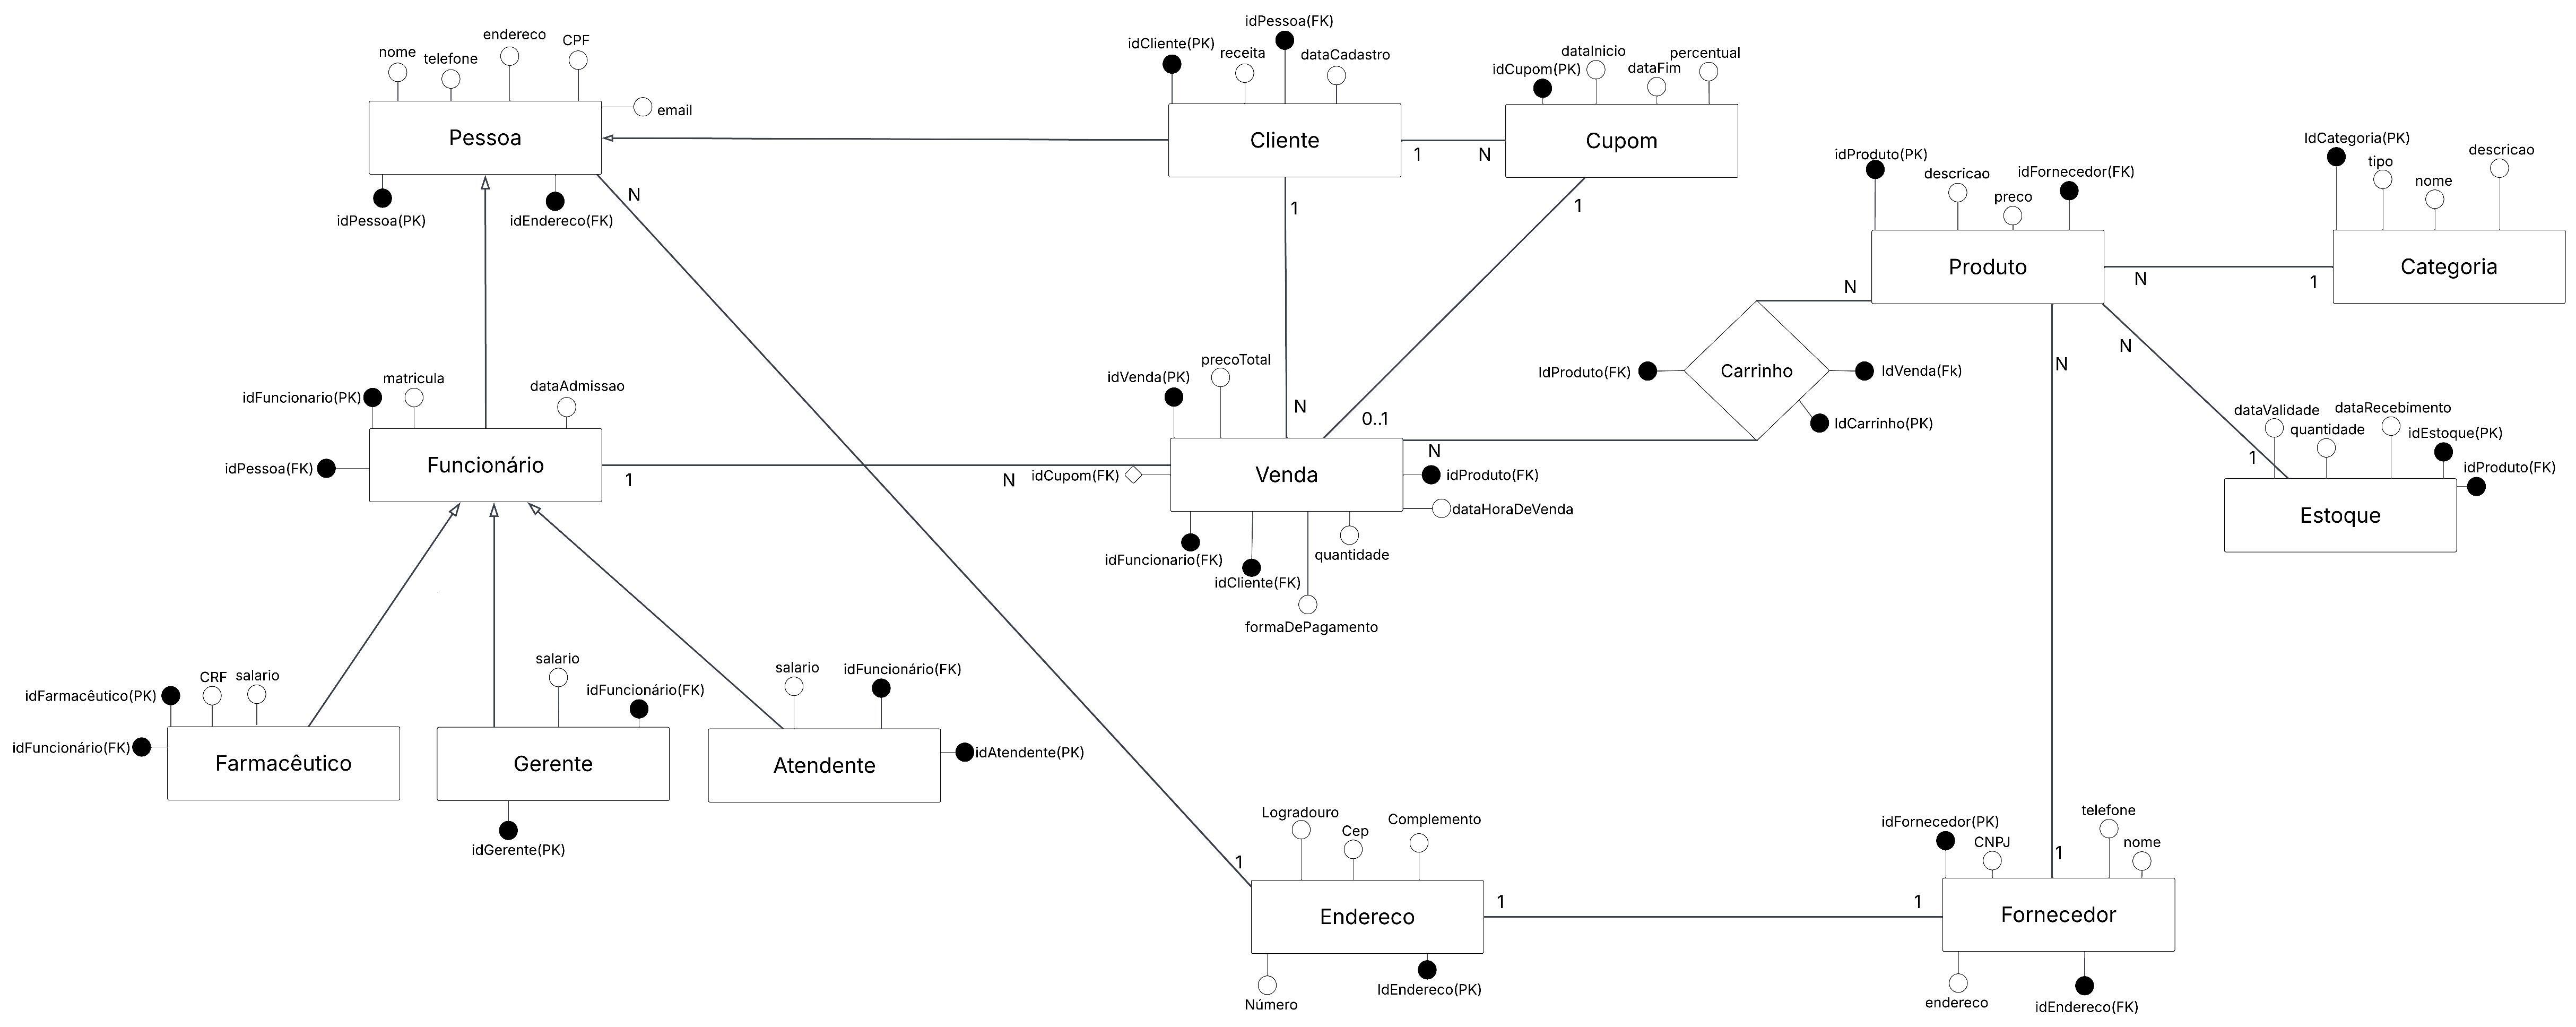 idPessoa(FK)
endereco
CPF
idCliente(PK)
receita
dataCadastro
nome
telefone
dataInicio
percentual
idCupom(PK)
dataFim
email
Pessoa
Cliente
Cupom
1
N
idPessoa(PK)
idEndereco(FK)
N
1
1
idProduto(PK)
descricao
preco
idFornecedor(FK)
IdCategoria(PK)
tipo
nome
descricao
Produto
Categoria
N
N
1
N
N
idFuncionario(PK)
matricula
dataAdmissao
idVenda(PK)
precoTotal
IdProduto(FK)
Carrinho
IdVenda(Fk)
IdCarrinho(PK)
N
0..1
N
dataValidade
quantidade
dataRecebimento
idEstoque(PK)
idProduto(FK)
1
idPessoa(FK)
Funcionário
1
N
idCupom(FK)
Venda
idProduto(FK)
dataHoraDeVenda
Estoque
idFuncionario(FK)
idCliente(FK)
quantidade
formaDePagamento
idFarmacêutico(PK)
CRF
salario
salario
idFuncionário(FK)
salario
idFuncionário(FK)
idFuncionário(FK)
Farmacêutico
Gerente
Atendente
idAtendente(PK)
idGerente(PK)
Logradouro
Cep
Complemento
1
idFornecedor(PK)
CNPJ
telefone
nome
1
Endereco
1
1
Fornecedor
Número
IdEndereco(PK)
endereco
idEndereco(FK)